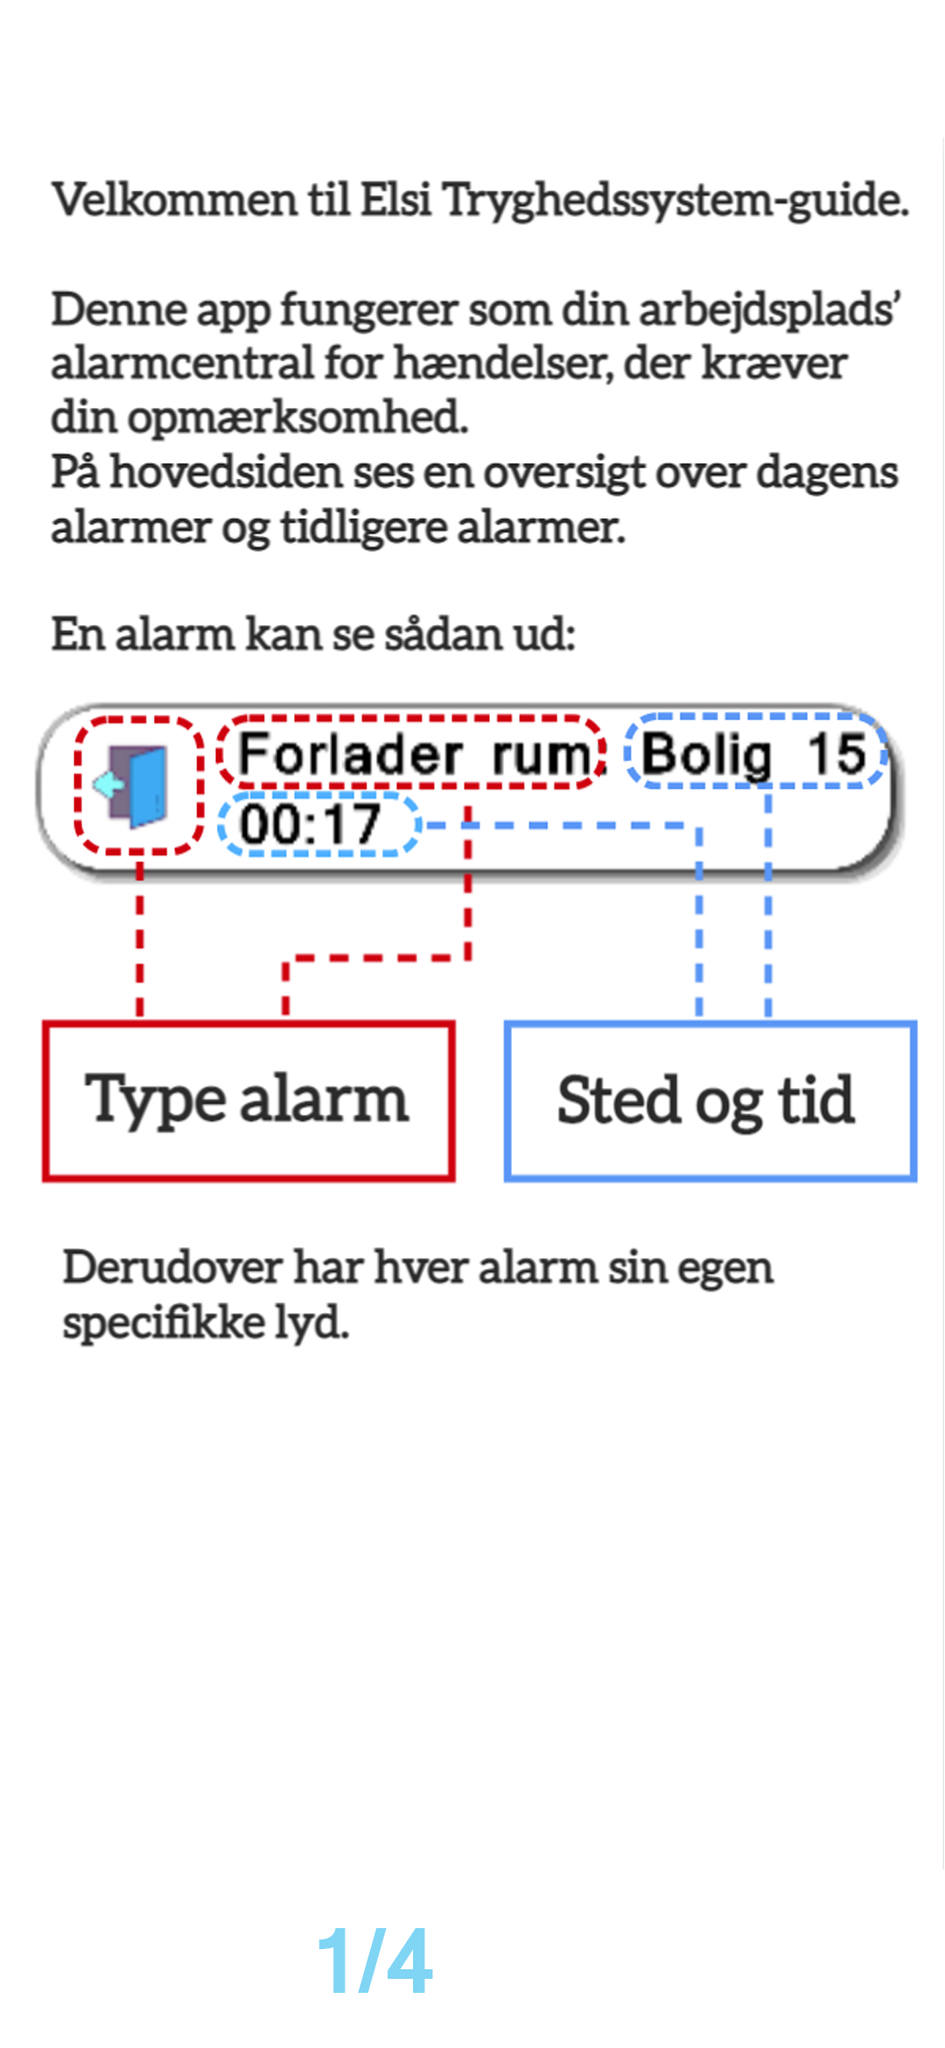 Velkommen til Elsi Tryghedssystem-guide.
Denne app fungerer som din arbejdsplads’
alarmcentral for hændelser, der kræver
din opmærksomhed.
På hovedsiden ses en oversigt over dagens
alarmer og tidligere alarmer.
En alarm kan se sådan ud:
Forlader rum. Bolig 15
00:17
Type alarm
Sted og tid
Derudover har hver alarm sin egen
specifikke lyd.
1/4